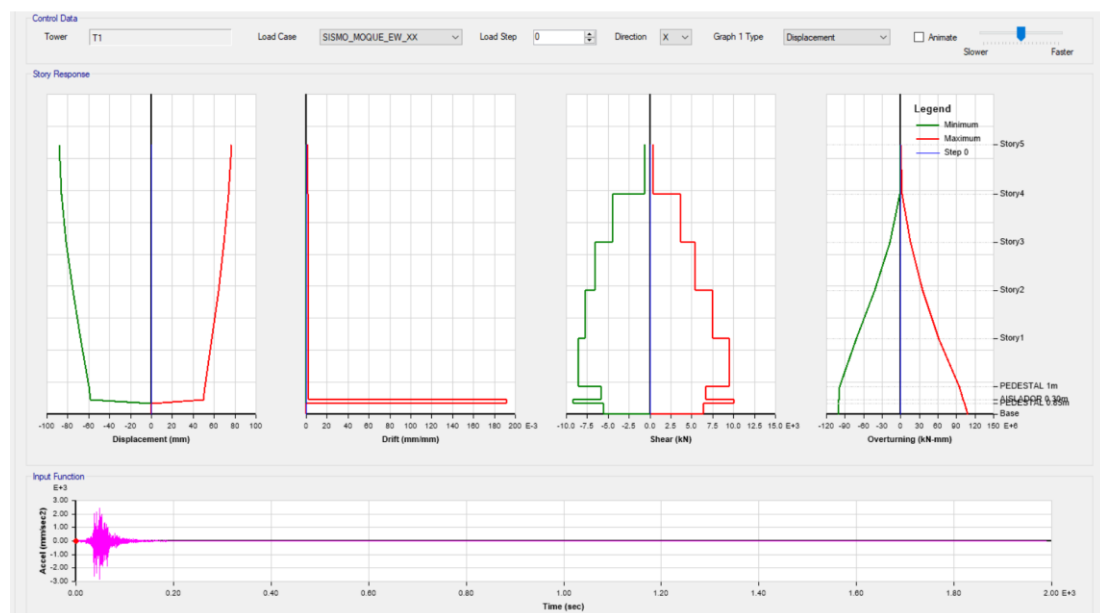 Control Data
Tower T1 Load Case SISMO_MOQUE_EW_XX Load Step 0 Direction X Graph 1 Type Displacement Animate
Slower Faster
Story Response
Legend
Minimum
Maximum
Step 0
Story5
Story4
Story3
Story2
Story1
PEDESTAL 1m
AISLADOR 0.30m
PEDESTAL 0.85m
Base
-100 -80 -60 -40 -20 0 20 40 60 80 100
Displacement (mm)
0 20 40 60 80 100 120 140 160 180 200 E-3
Drift (mm/mm)
-10.0 -7.5 -5.0 -2.5 0.0 2.5 5.0 7.5 10.0 12.5 15.0 E+3
Shear (kN)
-120 -90 -60 -30 0 30 60 90 120 150 E+6
Overturning (kN-mm)
Input Function
E+3
3.00
2.00
1.00
0.00
-1.00
-2.00
-3.00
Accel (mm/sec2)
0.00 0.20 0.40 0.60 0.80 1.00 1.20 1.40 1.60 1.80 2.00 E+3
Time (sec)